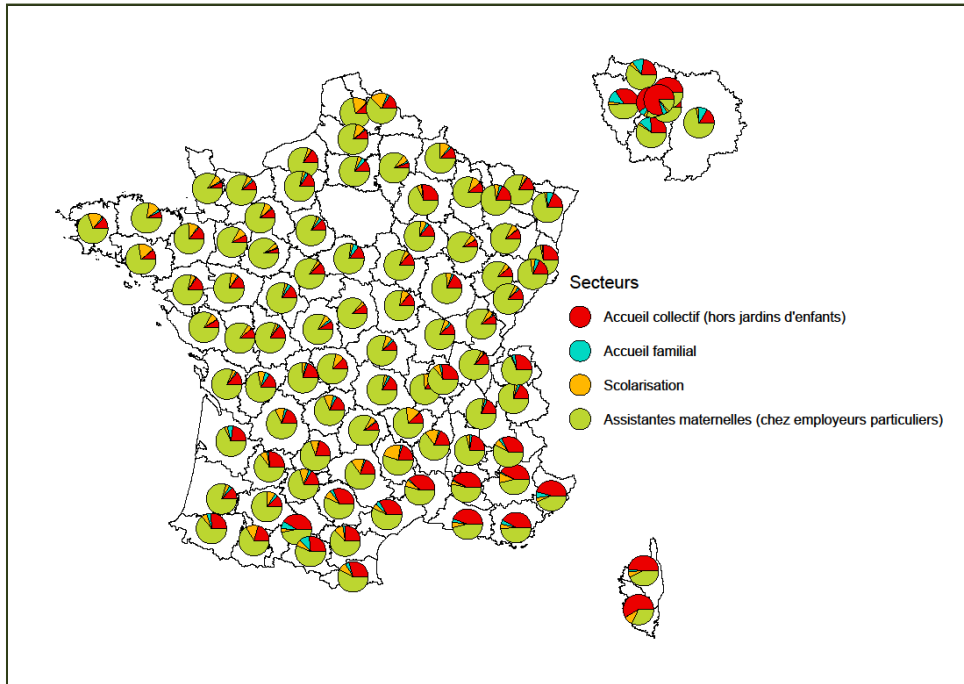 Secteurs
Accueil collectif (hors jardins d'enfants)
Accueil familial
Scolarisation
Assistantes maternelles (chez employeurs particuliers)